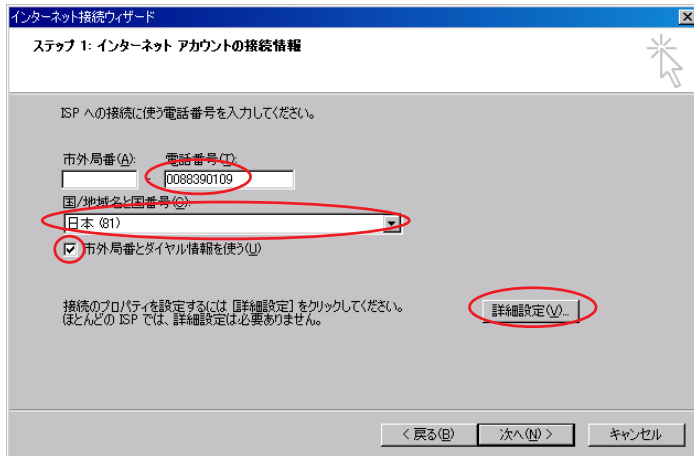 インターネット接続ウィザード
ステップ 1: インターネット アカウントの接続情報
ISP への接続に使う電話番号を入力してください。
市外局番(A): 電話番号(T):
- 0088390109
国/地域名と国番号(C):
日本 (81)
市外局番とダイヤル情報を使う(U)
接続のプロパティを設定するには [詳細設定] をクリックしてください。
ほとんどの ISP では、詳細設定は必要ありません。
詳細設定(V)...
< 戻る(B) 次へ(N) > キャンセル